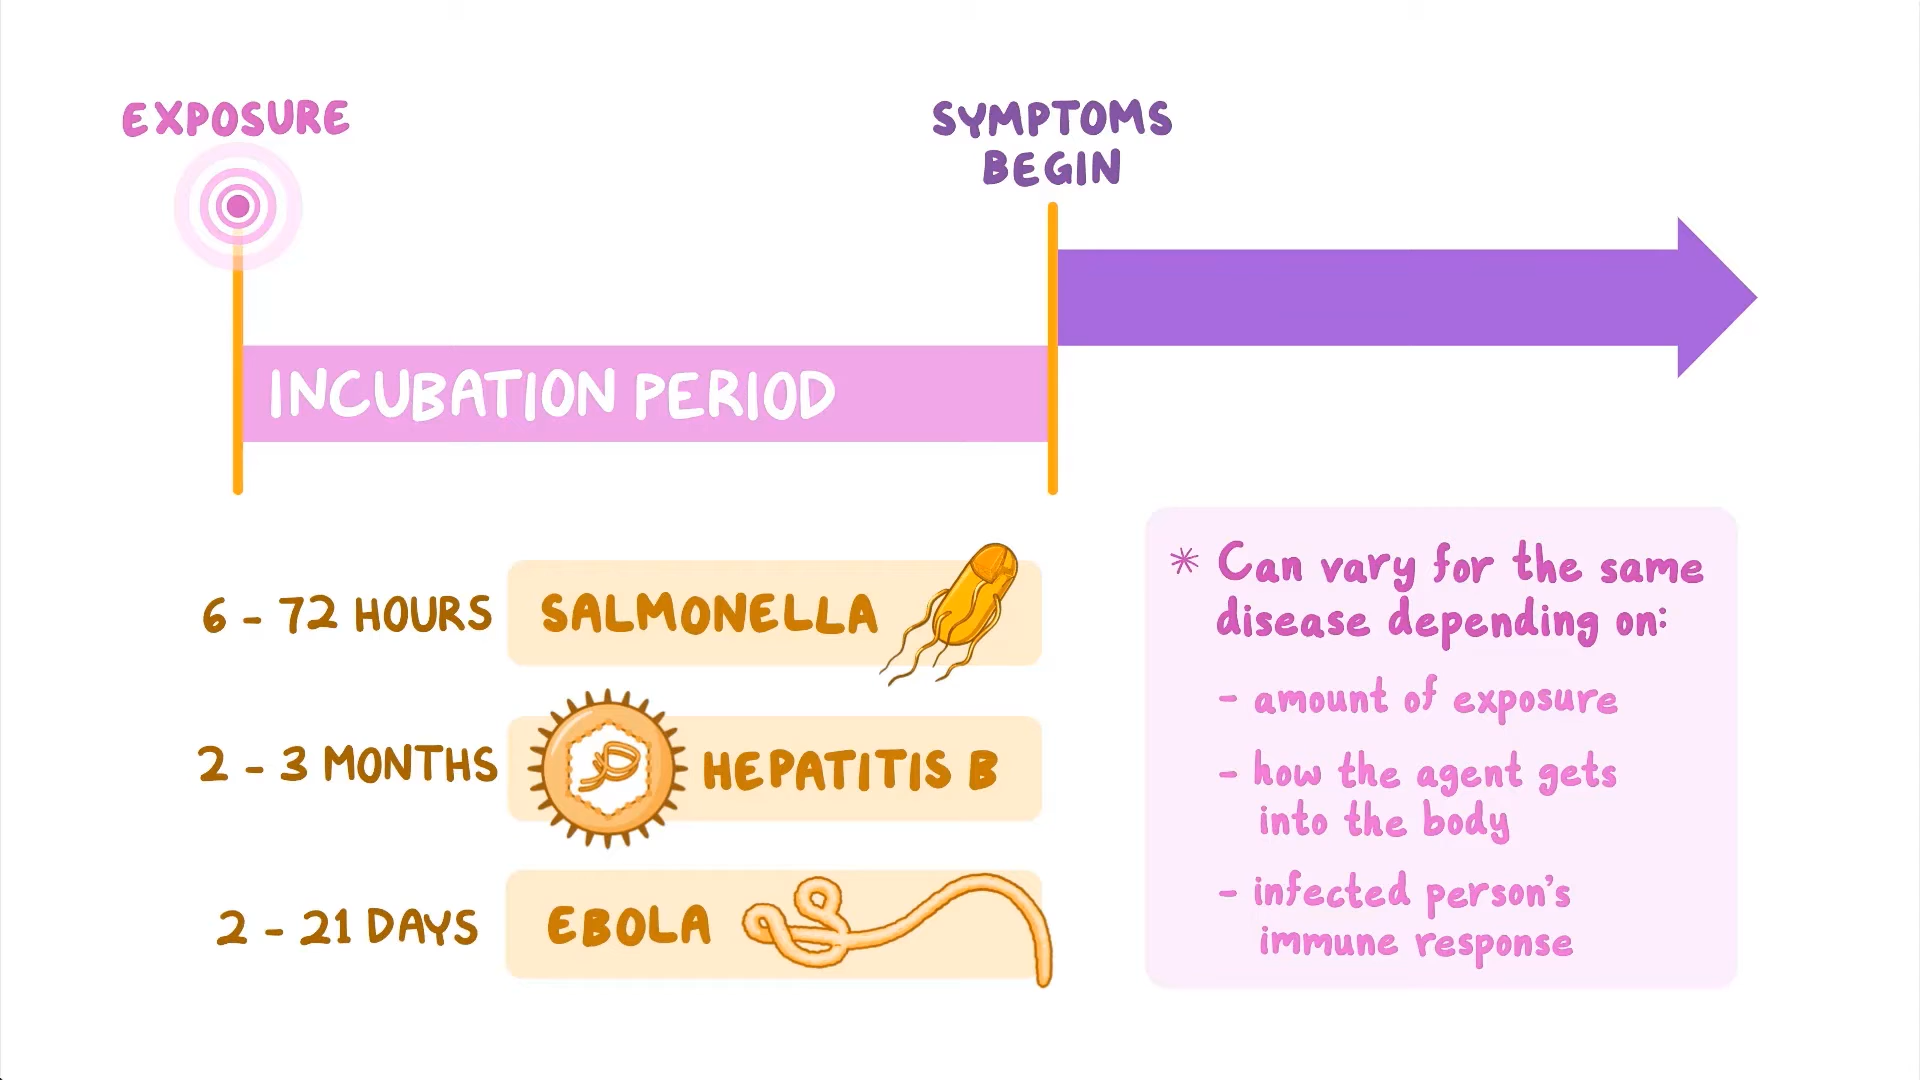 EXPOSURE
SYMPTOMS
BEGIN
INCUBATION PERIOD
6 - 72 HOURS
SALMONELLA
2 - 3 MONTHS
HEPATITIS B
2 - 21 DAYS
EBOLA
* Can vary for the same
disease depending on:
- amount of exposure
- how the agent gets
into the body
- infected person's
immune response